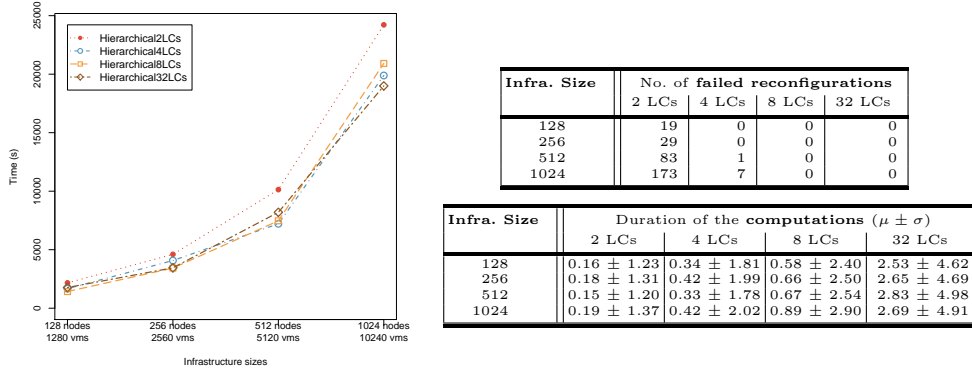 25000
20000
15000
10000
5000
0
Time (s)
Hierarchical2LCs
Hierarchical4LCs
Hierarchical8LCs
Hierarchical32LCs
128 nodes 256 nodes 512 nodes 1024 nodes
1280 vms 2560 vms 5120 vms 10240 vms
Infrastructure sizes
Infra. Size No. of failed reconfigurations
2 LCs 4 LCs 8 LCs 32 LCs
128 19 0 0 0
256 29 0 0 0
512 83 1 0 0
1024 173 7 0 0
Infra. Size Duration of the computations (μ ± σ)
2 LCs 4 LCs 8 LCs 32 LCs
128 0.16 ± 1.23 0.34 ± 1.81 0.58 ± 2.40 2.53 ± 4.62
256 0.18 ± 1.31 0.42 ± 1.99 0.66 ± 2.50 2.65 ± 4.69
512 0.15 ± 1.20 0.33 ± 1.78 0.67 ± 2.54 2.83 ± 4.98
1024 0.19 ± 1.37 0.42 ± 2.02 0.89 ± 2.90 2.69 ± 4.91